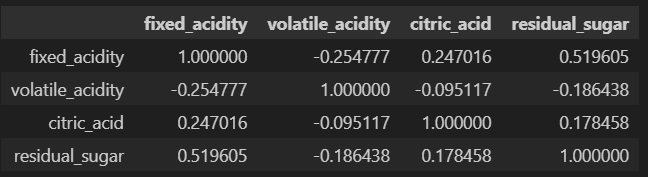 fixed_acidity volatile_acidity citric_acid residual_sugar
fixed_acidity 1.000000 -0.254777 0.247016 0.519605
volatile_acidity -0.254777 1.000000 -0.095117 -0.186438
citric_acid 0.247016 -0.095117 1.000000 0.178458
residual_sugar 0.519605 -0.186438 0.178458 1.000000